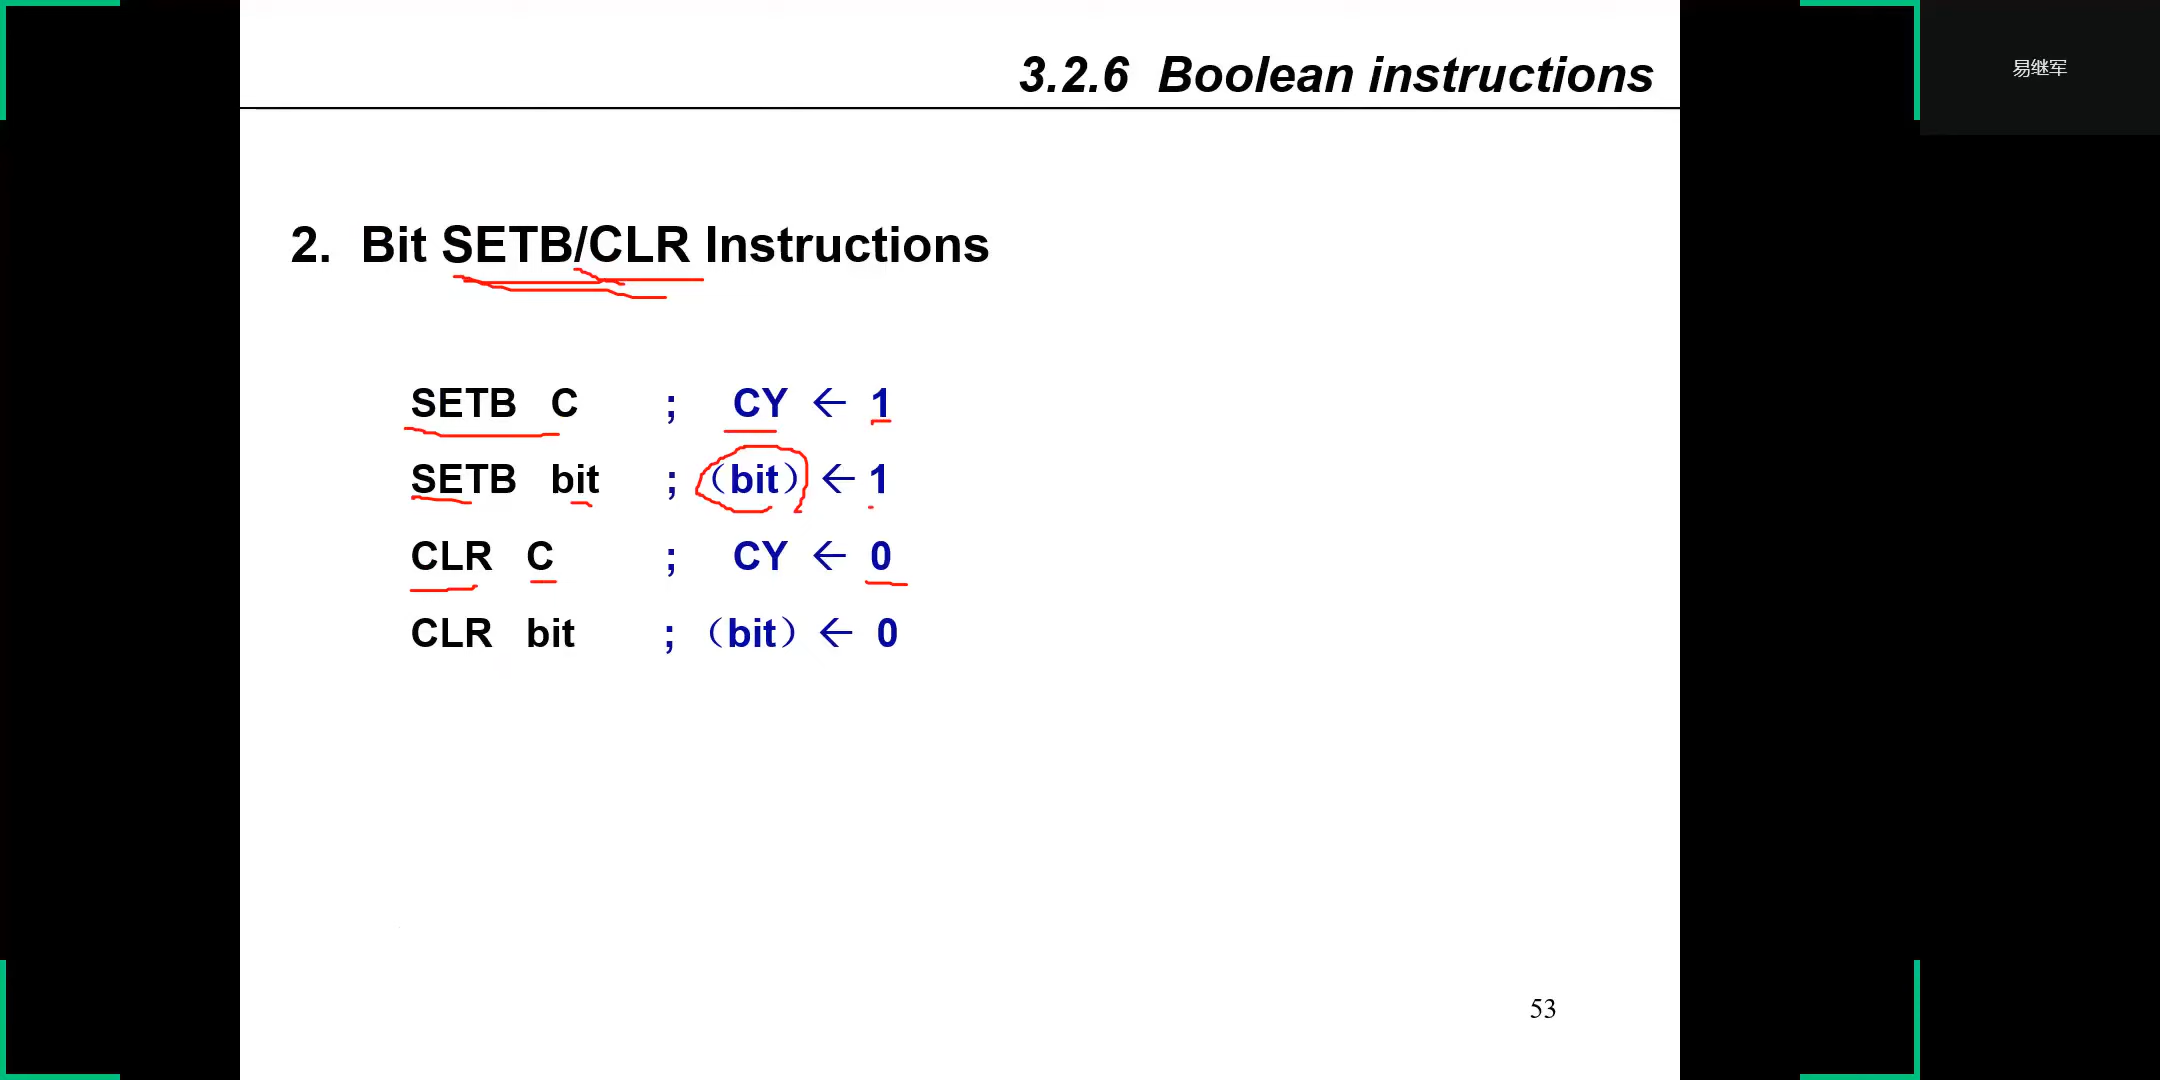 3.2.6 Boolean instructions
易继军
2. Bit SETB/CLR Instructions
SETB C ; CY ← 1
SETB bit ;（bit）← 1
CLR C ; CY ← 0
CLR bit ;（bit）← 0
53